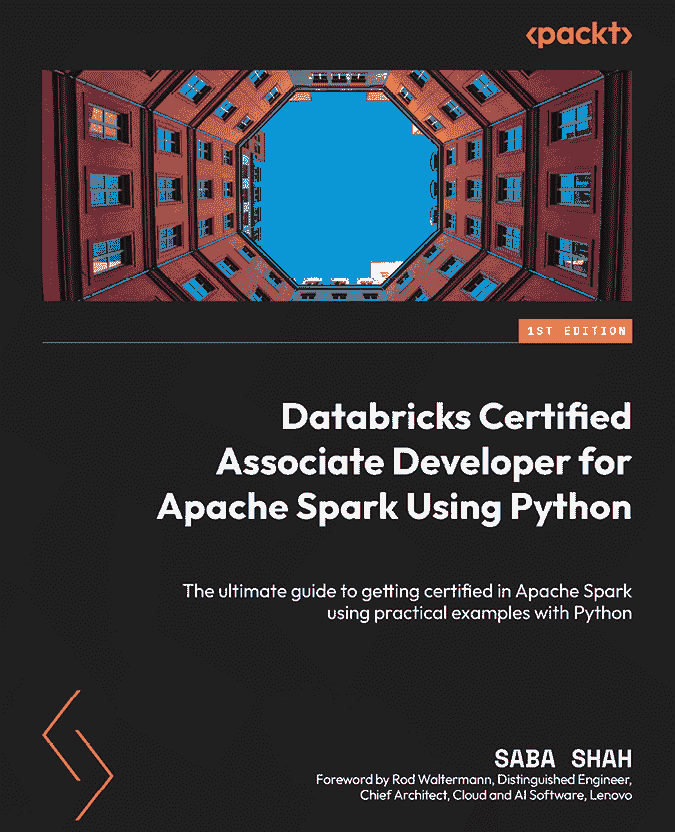 <packt>
1ST EDITION
Databricks Certified
Associate Developer for
Apache Spark Using Python
The ultimate guide to getting certified in Apache Spark
using practical examples with Python
SABA SHAH
Foreword by Rod Waltermann, Distinguished Engineer,
Chief Architect, Cloud and AI Software, Lenovo